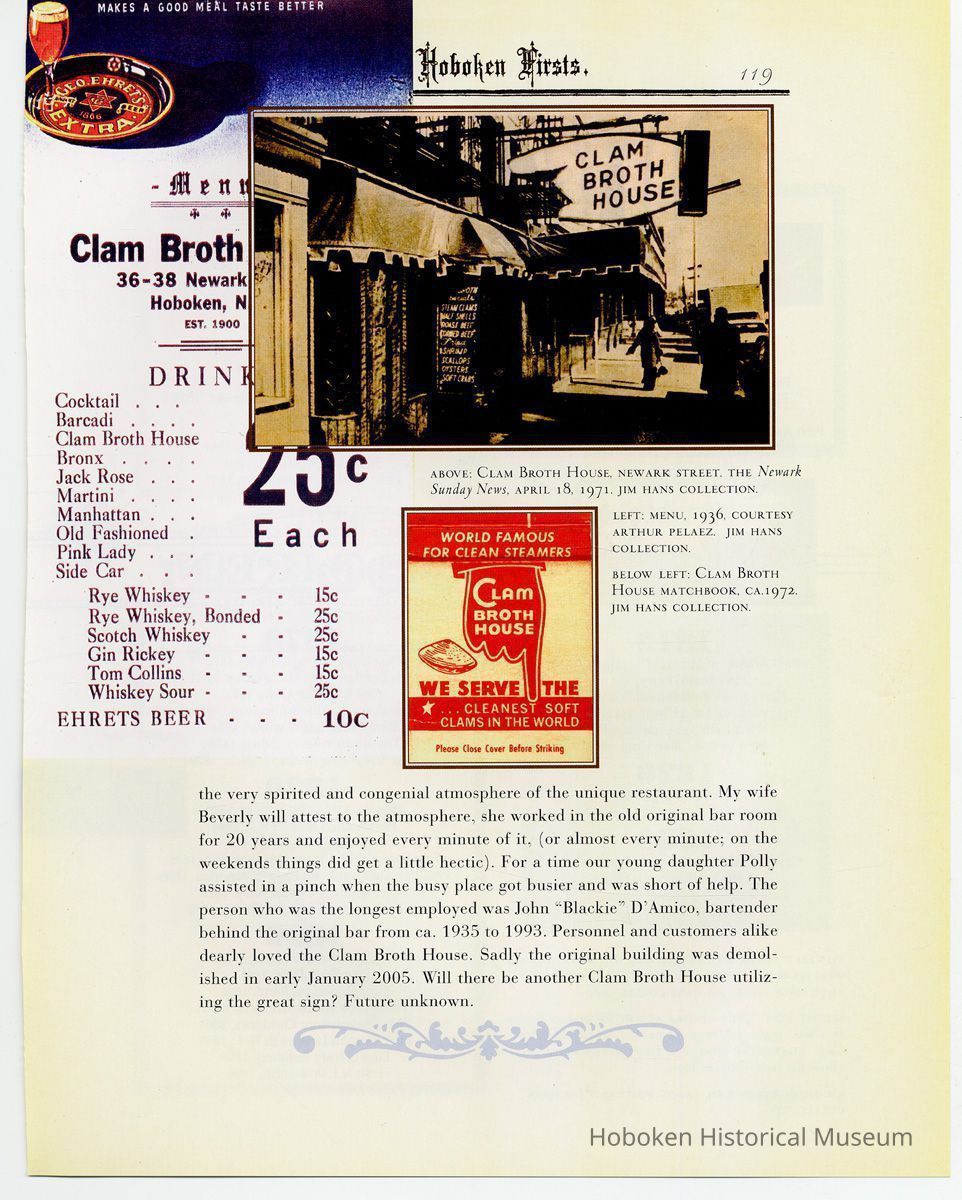 MAKES A GOOD MEAL TASTE BETTER
GEO. EHRET'S
1866
EXTRA
Hoboken Firsts.
119
- Menu
Clam Broth
36-38 Newark
Hoboken, N
EST. 1900
DRINK
Cocktail . . .
Barcadi . . . .
Clam Broth House
Bronx . . . .
Jack Rose . . .
Martini . . . .
Manhattan . . .
Old Fashioned .
Pink Lady . . .
Side Car . . .
25c
Each
Rye Whiskey - - - 15c
Rye Whiskey, Bonded - 25c
Scotch Whiskey - - 25c
Gin Rickey - - - 15c
Tom Collins - - - 15c
Whiskey Sour - - - 25c
EHRETS BEER - - - 10c
CLAM
BROTH
HOUSE
STEAM CLAMS
HALF SHELLS
ROAST BEEF
CORNED BEEF
SHRIMP
SCALLOPS
OYSTERS
SOFT CRABS
ABOVE: CLAM BROTH HOUSE, NEWARK STREET. THE Newark
Sunday News, APRIL 18, 1971. JIM HANS COLLECTION.
LEFT: MENU, 1936, COURTESY
ARTHUR PELAEZ. JIM HANS
COLLECTION.
BELOW LEFT: CLAM BROTH
HOUSE MATCHBOOK, CA.1972.
JIM HANS COLLECTION.
WORLD FAMOUS
FOR CLEAN STEAMERS
CLAM
BROTH
HOUSE
WE SERVE THE
... CLEANEST SOFT
CLAMS IN THE WORLD
Please Close Cover Before Striking
the very spirited and congenial atmosphere of the unique restaurant. My wife
Beverly will attest to the atmosphere, she worked in the old original bar room
for 20 years and enjoyed every minute of it, (or almost every minute; on the
weekends things did get a little hectic). For a time our young daughter Polly
assisted in a pinch when the busy place got busier and was short of help. The
person who was the longest employed was John “Blackie” D'Amico, bartender
behind the original bar from ca. 1935 to 1993. Personnel and customers alike
dearly loved the Clam Broth House. Sadly the original building was demol-
ished in early January 2005. Will there be another Clam Broth House utiliz-
ing the great sign? Future unknown.
Hoboken Historical Museum